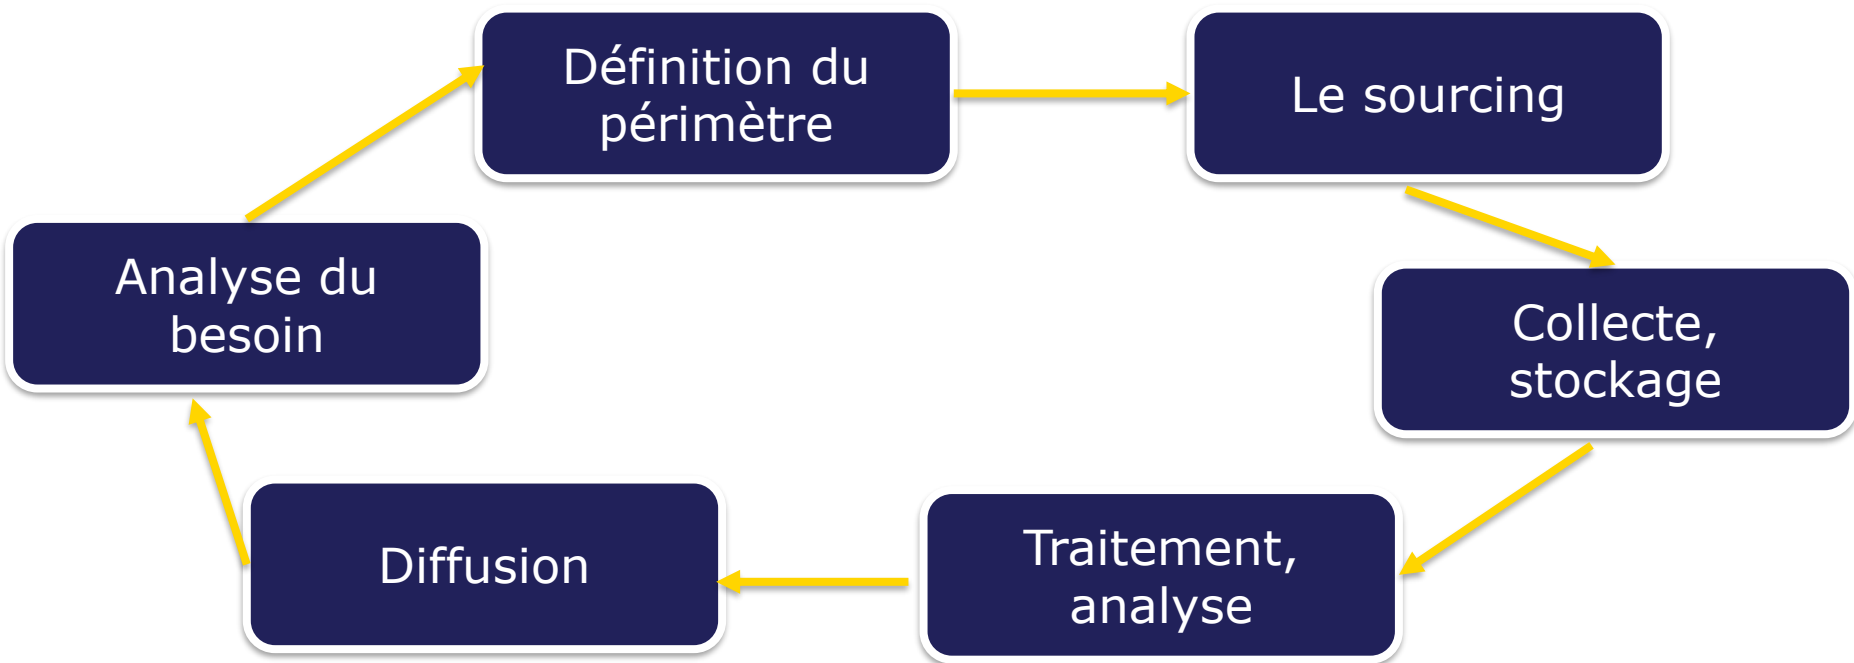 Définition du
périmètre
Le sourcing
Analyse du
besoin
Collecte,
stockage
Diffusion
Traitement,
analyse